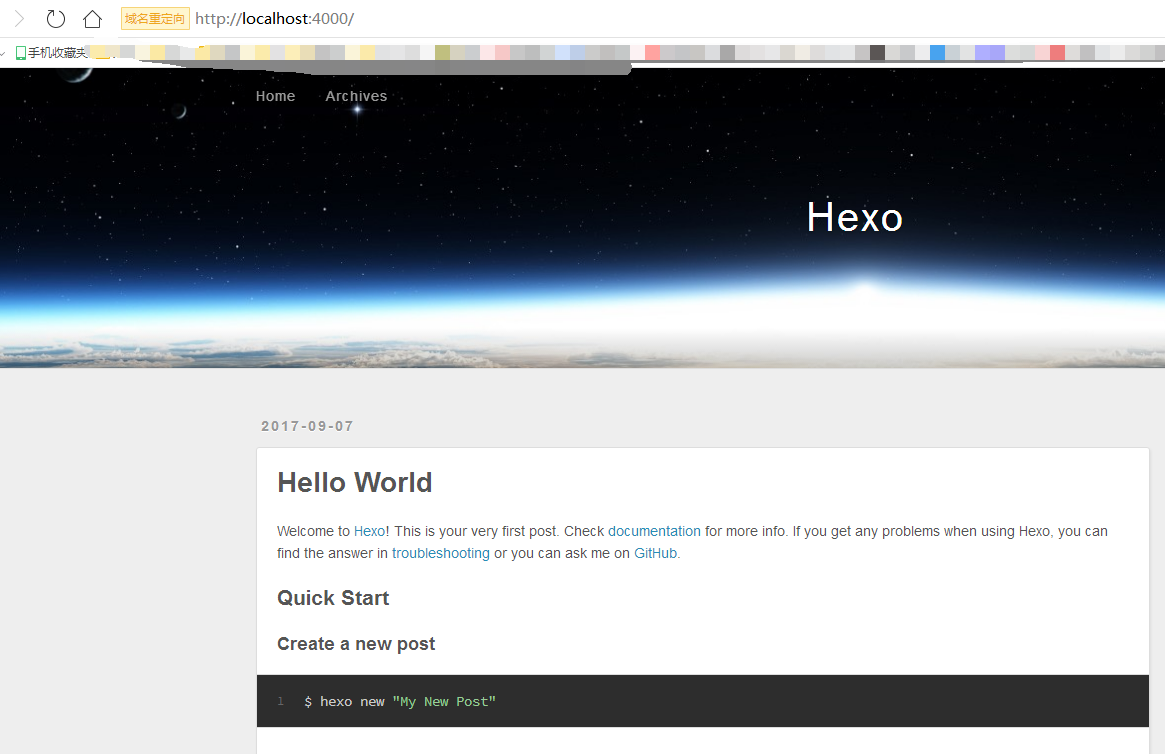 域名重定向 http://localhost:4000/
手机收藏夹
Home Archives
Hexo
2017-09-07
Hello World
Welcome to Hexo! This is your very first post. Check documentation for more info. If you get any problems when using Hexo, you can
find the answer in troubleshooting or you can ask me on GitHub.
Quick Start
Create a new post
1 $ hexo new "My New Post"